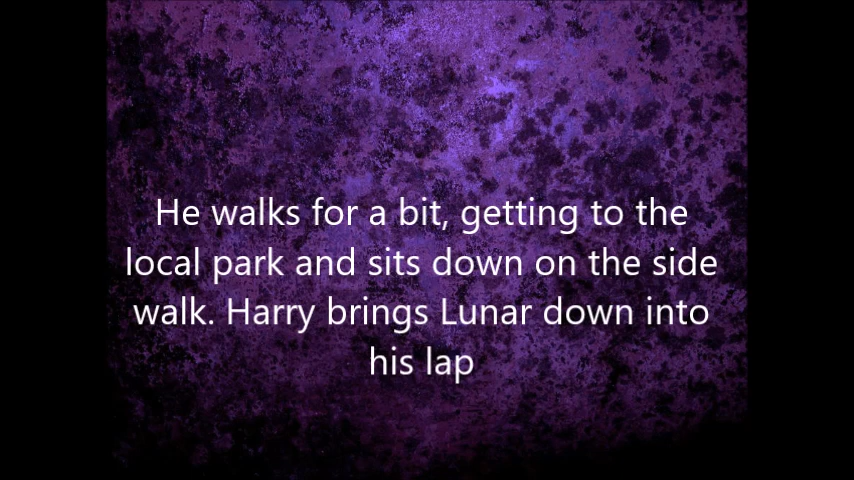 He walks for a bit, getting to the
local park and sits down on the side
walk. Harry brings Lunar down into
his lap